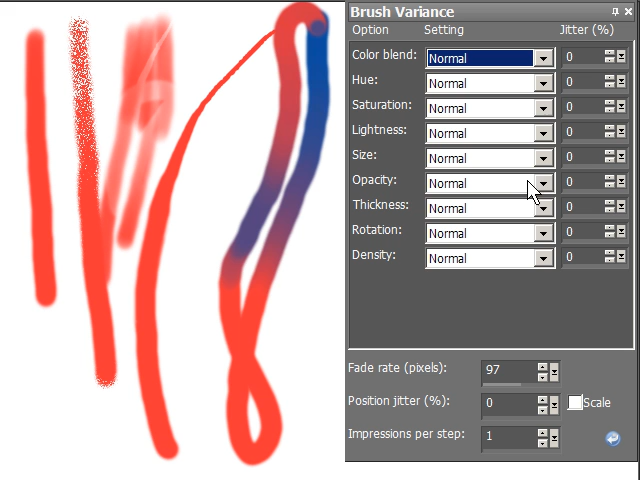 Brush Variance
Option Setting Jitter (%)
Color blend: Normal 0
Hue: Normal 0
Saturation: Normal 0
Lightness: Normal 0
Size: Normal 0
Opacity: Normal 0
Thickness: Normal 0
Rotation: Normal 0
Density: Normal 0
Fade rate (pixels): 97
Position jitter (%): 0 Scale
Impressions per step: 1